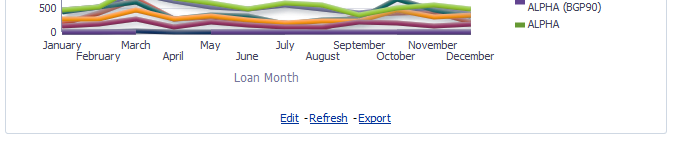 ALPHA (BGP90)
500
ALPHA
0
January March May July September November
February April June August October December
Loan Month
Edit - Refresh - Export